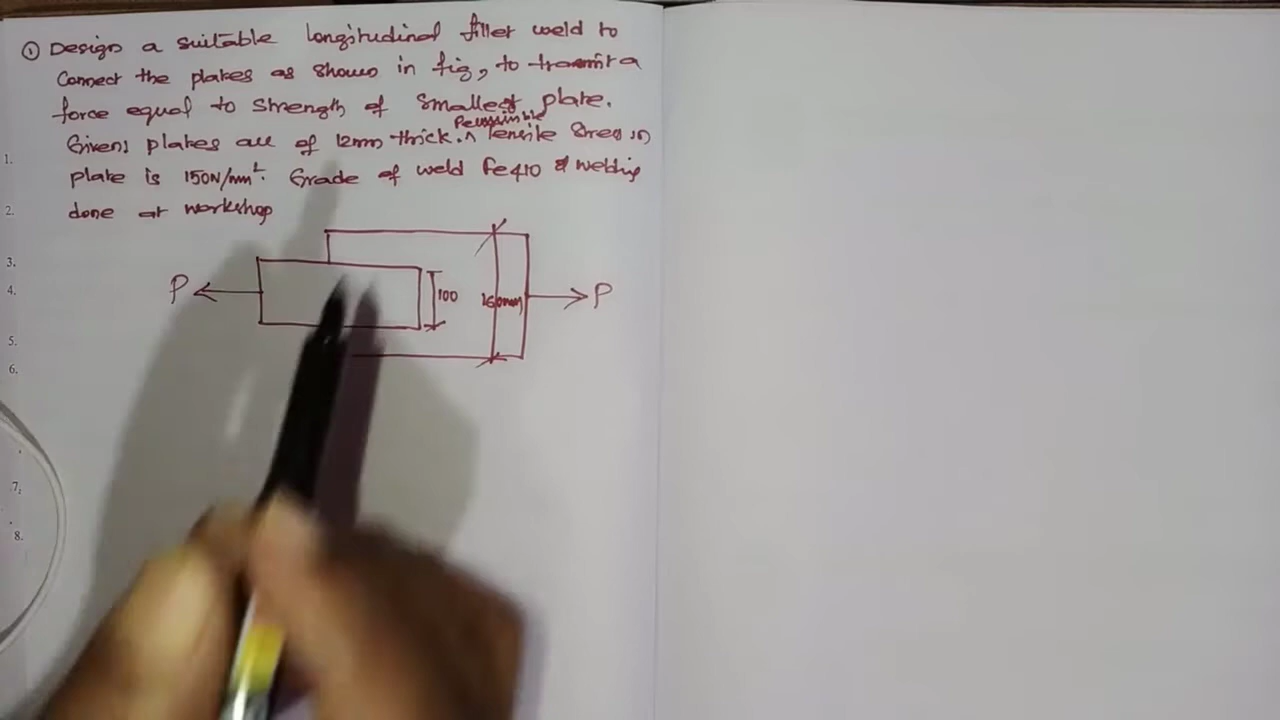 ① Design a suitable longitudinal fillet weld to
Connect the plates as shown in fig, to transmit a
force equal to strength of smallest plate.
Given: plates are of 12mm thick. ^ Permissible tensile stress in
plate is 150N/mm². Grade of weld Fe410 & welding
done at workshop
P
100
160mm
P
1.
2.
3.
4.
5.
6.
7.
8.